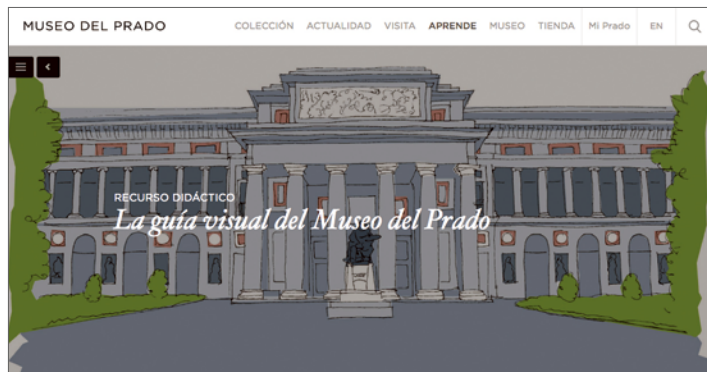 MUSEO DEL PRADO COLECCIÓN ACTUALIDAD VISITA APRENDE MUSEO TIENDA Mi Prado EN
RECURSO DIDÁCTICO
La guía visual del Museo del Prado